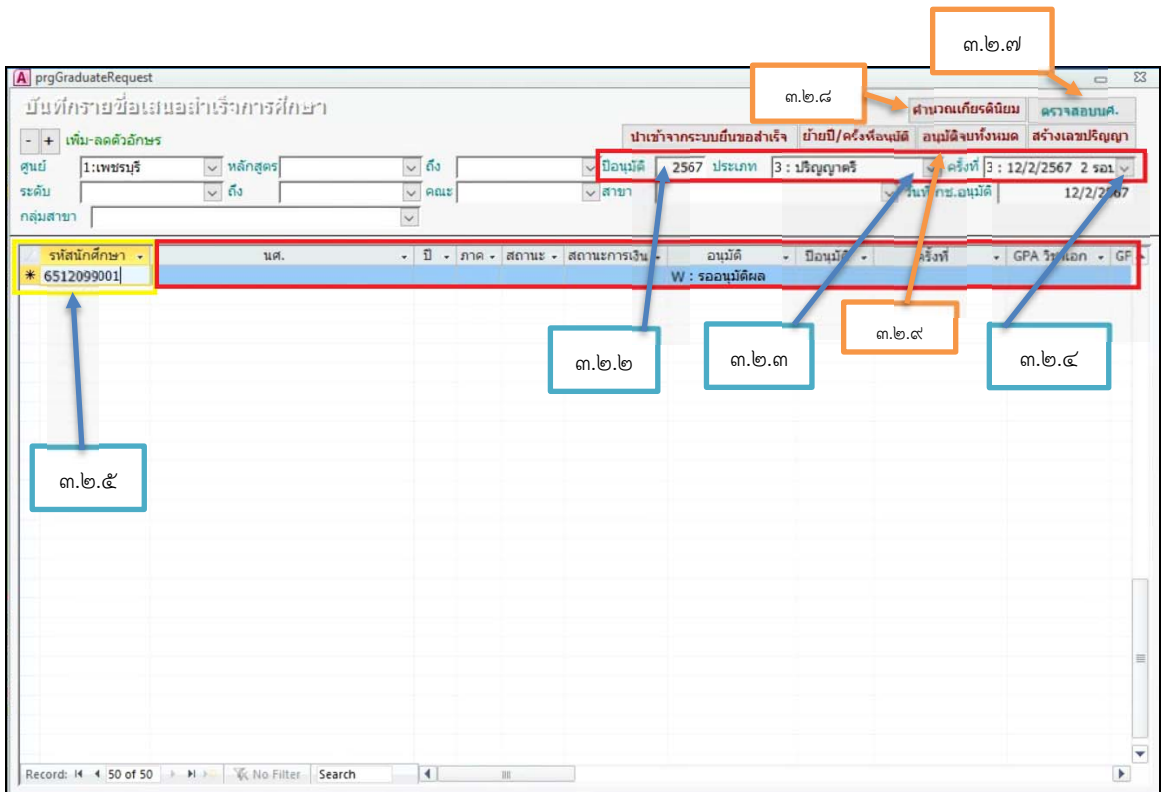 ๓.๒.๗
prgGraduateRequest
๓.๒.๘
บันทึกรายชื่อเสนอสำเร็จการศึกษา
คำนวณเกียรตินิยม ตรวจสอบนศ.
- + เพิ่ม-ลดตัวอักษร
นำเข้าจากระบบยื่นขอสำเร็จ ย้ายปี/ครั้งที่อนุมัติ อนุมัติจบทั้งหมด สร้างเลขปริญญา
ศูนย์ 1:เพชรบุรี หลักสูตร ถึง ปีอนุมัติ 2567 ประเภท 3 : ปริญญาตรี ครั้งที่ 3 : 12/2/2567 2 รอบ
ระดับ ถึง คณะ สาขา วันที่ กช.อนุมัติ 12/2/2567
กลุ่มสาขา
รหัสนักศึกษา นศ. ปี ภาค สถานะ สถานะการเงิน อนุมัติ ปีอนุมัติ ครั้งที่ GPA วิชาเอก GP
6512099001 W : รออนุมัติผล
๓.๒.๙
๓.๒.๒ ๓.๒.๓ ๓.๒.๔
๓.๒.๕
Record: 50 of 50 No Filter Search